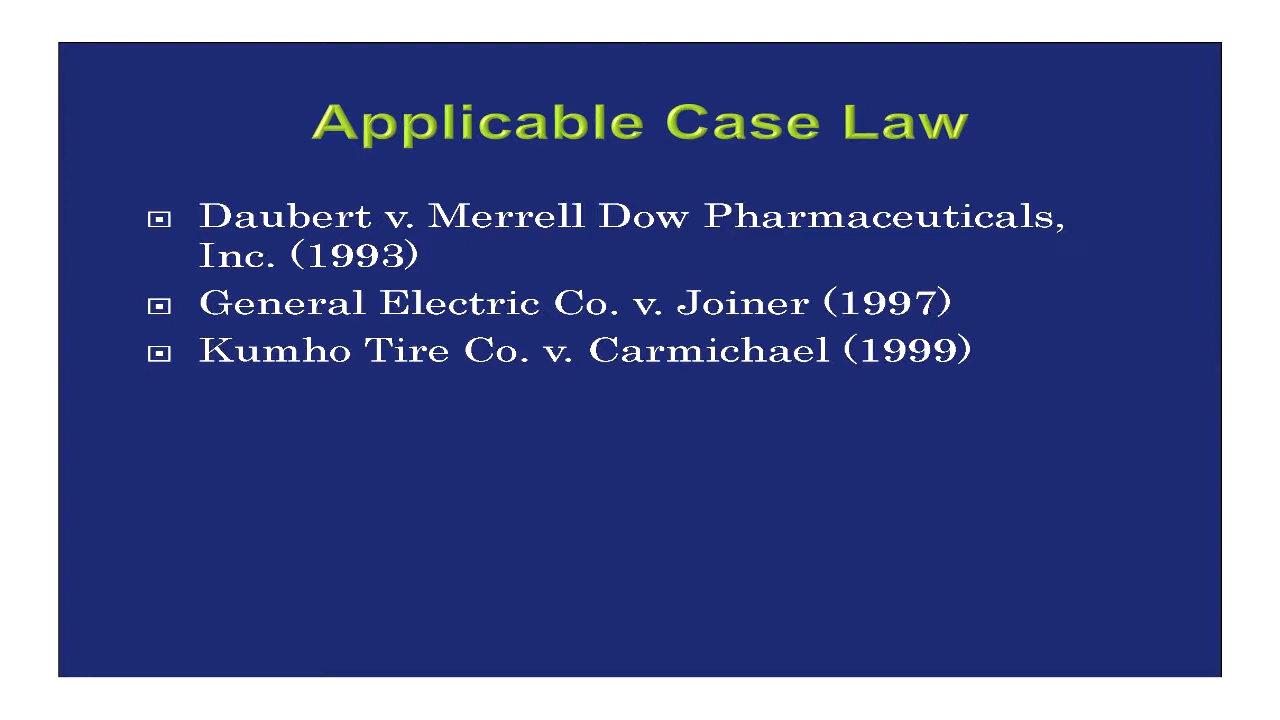 Applicable Case Law
Daubert v. Merrell Dow Pharmaceuticals,
Inc. (1993)
General Electric Co. v. Joiner (1997)
Kumho Tire Co. v. Carmichael (1999)